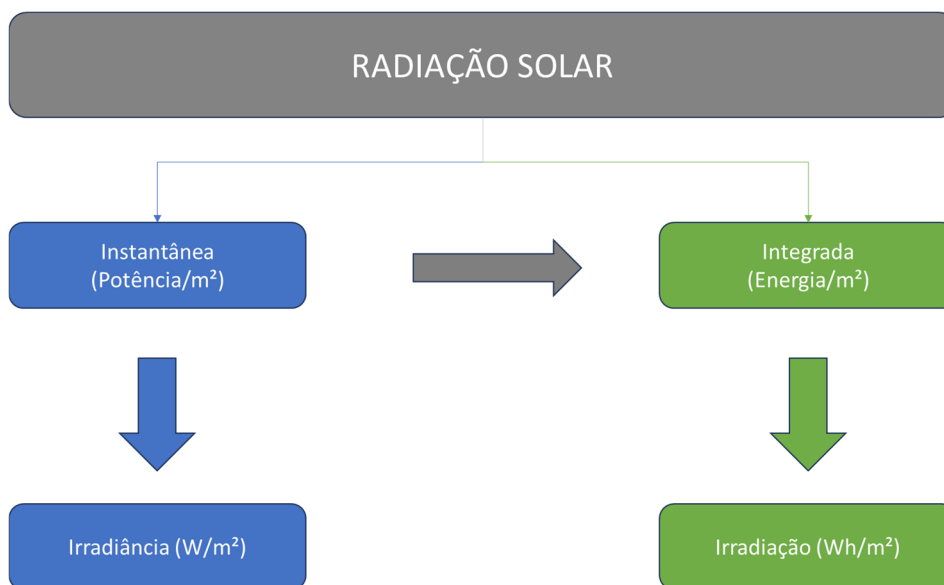 RADIAÇÃO SOLAR
Instantânea
(Potência/m²)
Integrada
(Energia/m²)
Irradiância (W/m²)
Irradiação (Wh/m²)